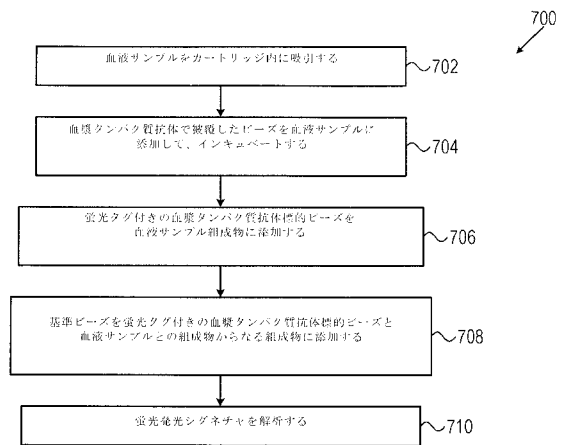 700
血液サンプルをカートリッジ内に吸引する
702
血漿タンパク質抗体で被覆したビーズを血液サンプルに
添加して、インキュベートする
704
蛍光タグ付きの血漿タンパク質抗体標的ビーズを
血液サンプル組成物に添加する
706
基準ビーズを蛍光タグ付きの血漿タンパク質抗体標的ビーズと
血液サンプルとの組成物からなる組成物に添加する
708
蛍光発光シグネチャを解析する
710